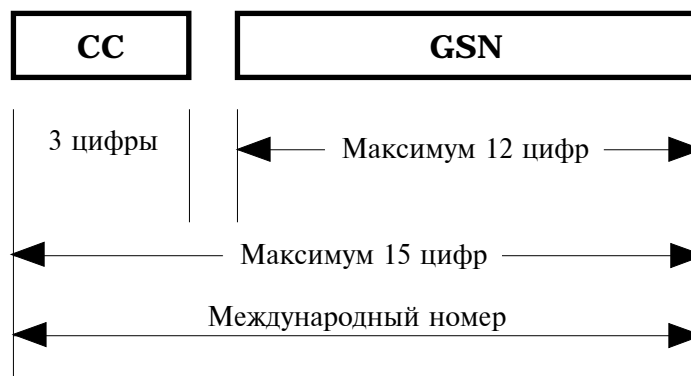 CC GSN
3 цифры Максимум 12 цифр
Максимум 15 цифр
Международный номер